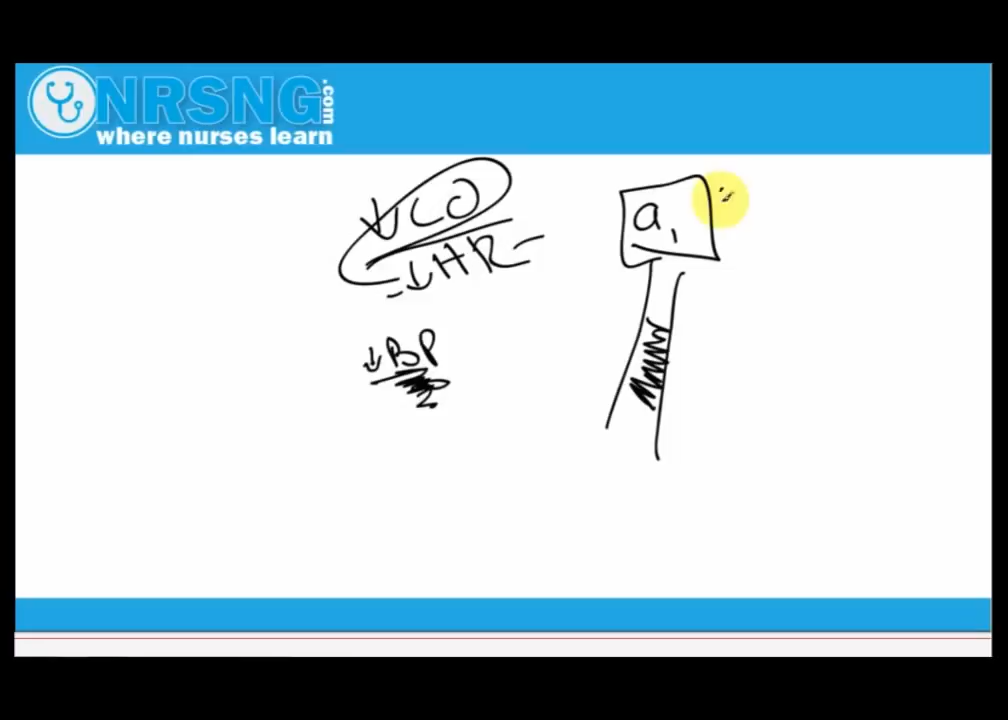 NRSNG.com
where nurses learn
↓CO
=↓HR-
↓BP
a₁